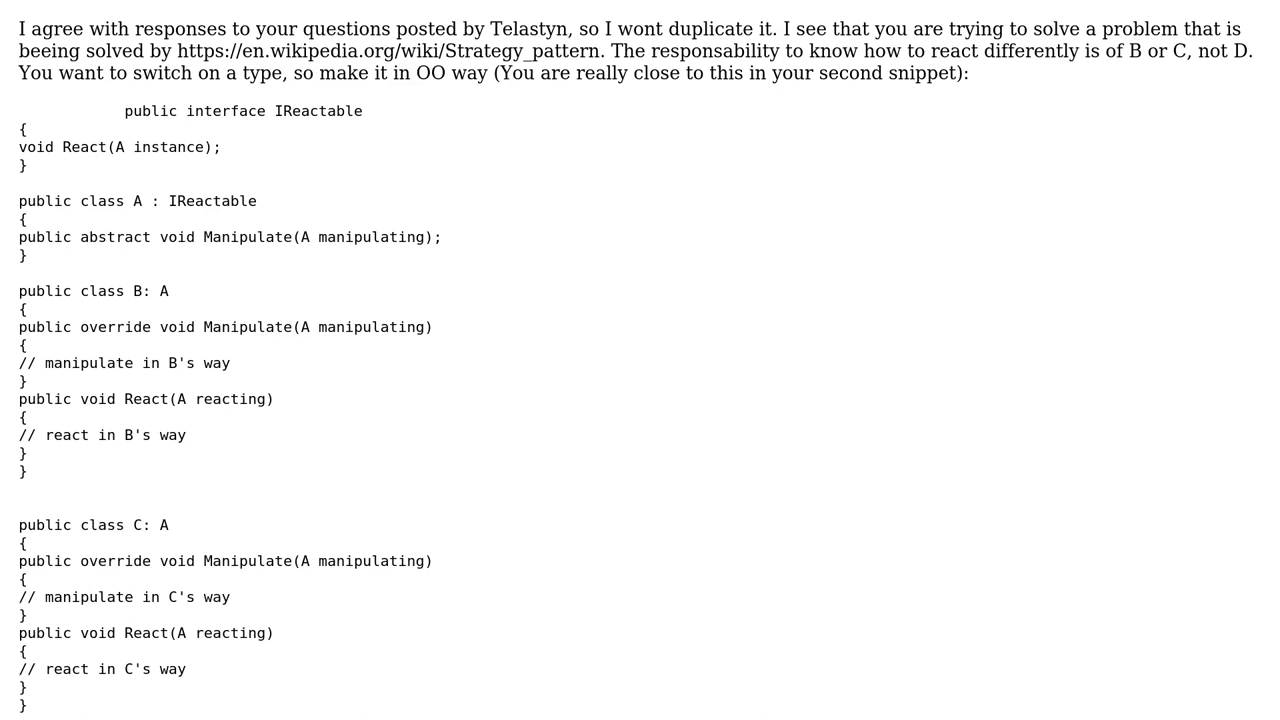 I agree with responses to your questions posted by Telastyn, so I wont duplicate it. I see that you are trying to solve a problem that is
beeing solved by https://en.wikipedia.org/wiki/Strategy_pattern. The responsability to know how to react differently is of B or C, not D.
You want to switch on a type, so make it in OO way (You are really close to this in your second snippet):
public interface IReactable
{
void React(A instance);
}
public class A : IReactable
{
public abstract void Manipulate(A manipulating);
}
public class B: A
{
public override void Manipulate(A manipulating)
{
// manipulate in B's way
}
public void React(A reacting)
{
// react in B's way
}
}
public class C: A
{
public override void Manipulate(A manipulating)
{
// manipulate in C's way
}
public void React(A reacting)
{
// react in C's way
}
}